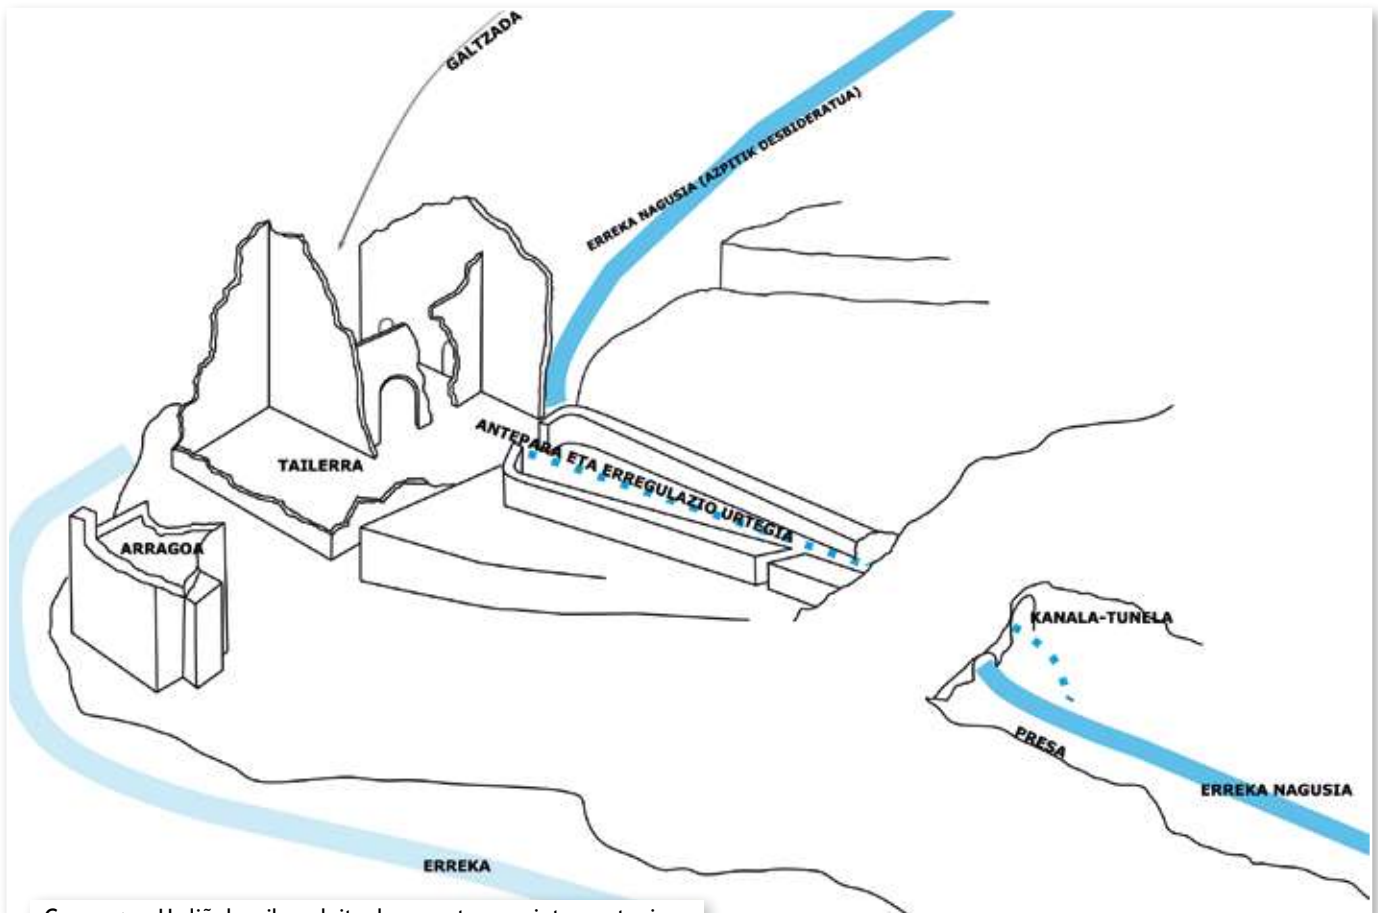 GALTZADA
ERREKA NAGUSIA (AZPITIK DESBIDERATUA)
ANTEPARA ETA ERREGULAZIO URTEGIA
TAILERRA
ARRAGOA
KANALA-TUNELA
PRESA
ERREKA NAGUSIA
ERREKA